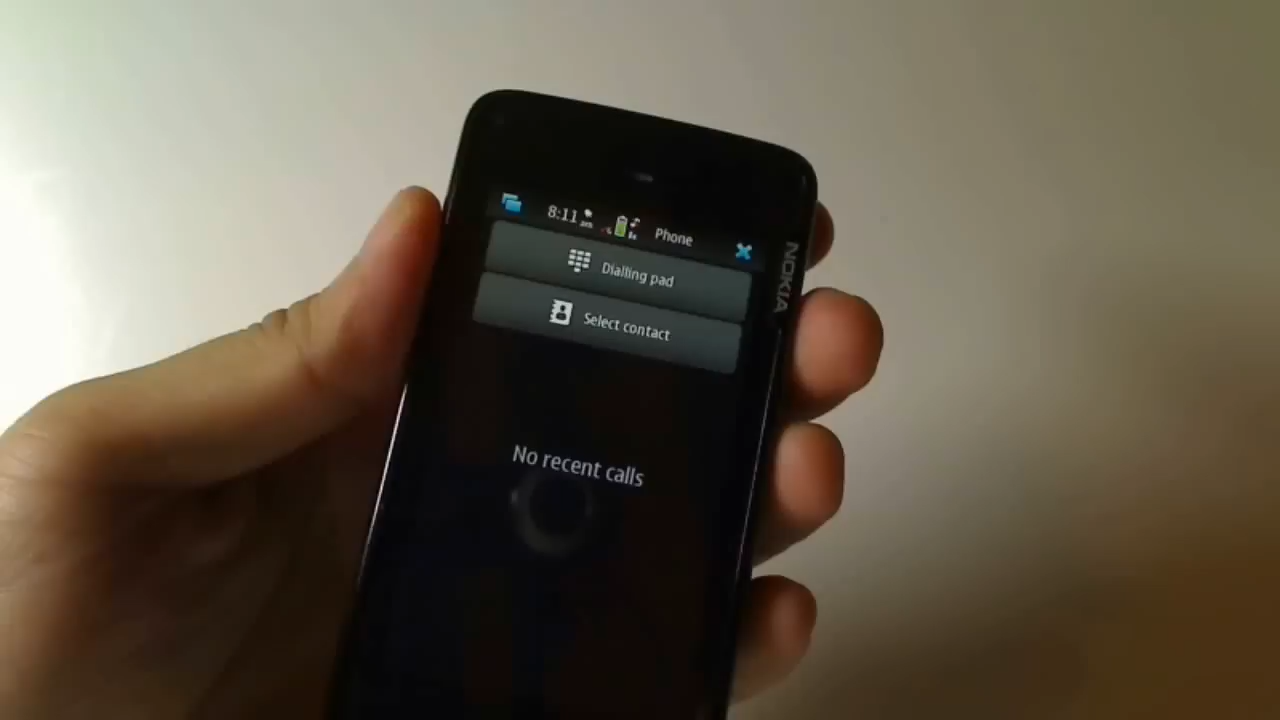 8:11 Phone
Dialling pad
Select contact
No recent calls
NOKIA